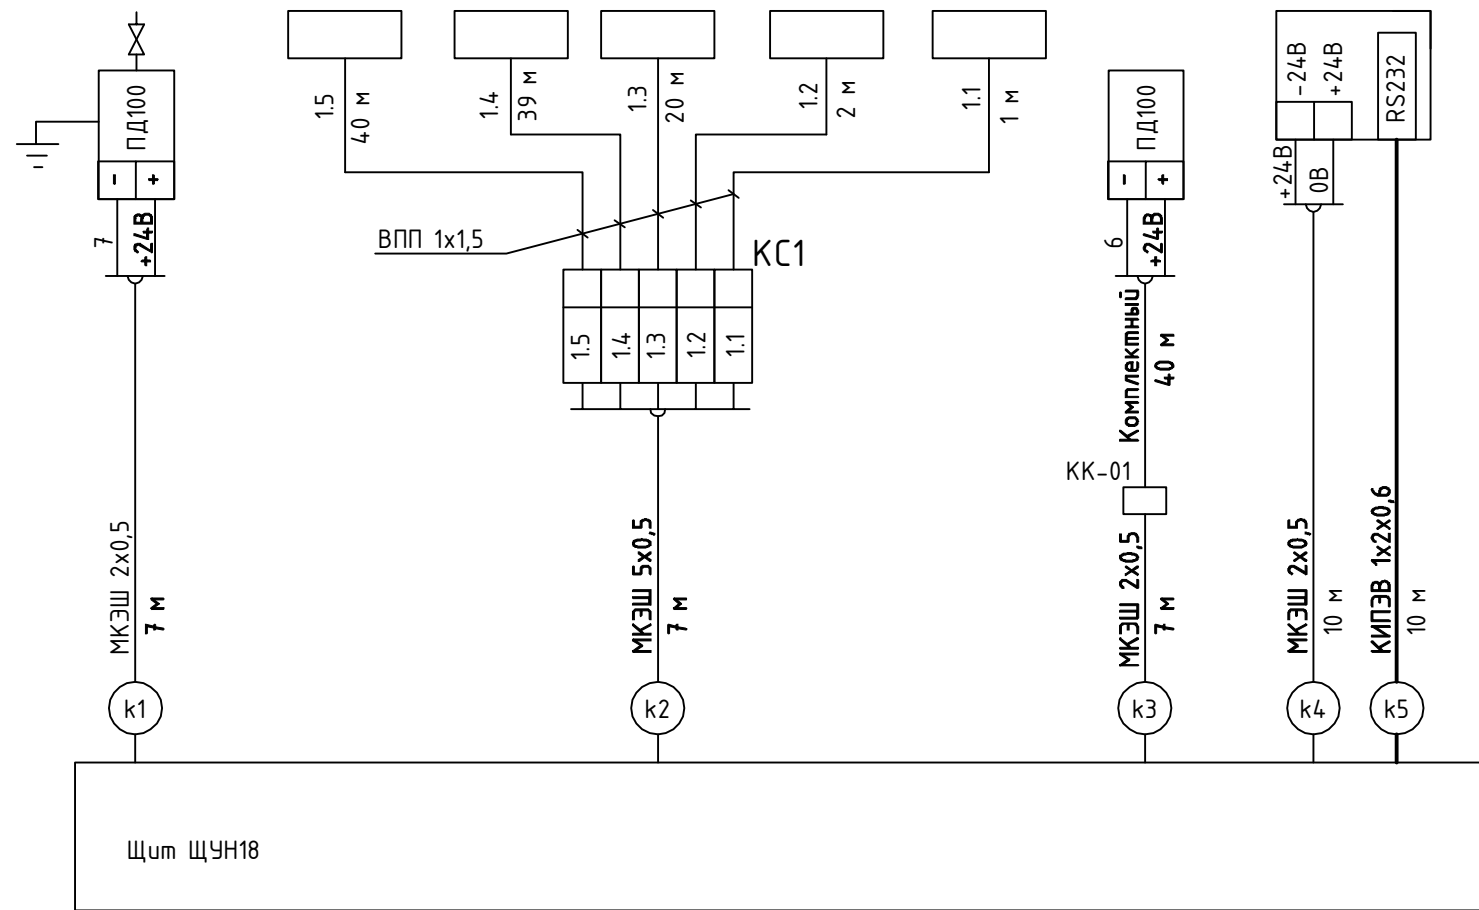 ПД100
-
+
7
+24В
МКЭШ 2х0,5
7 м
k1
1.5
40 м
1.4
39 м
1.3
20 м
1.2
2 м
1.1
1 м
ВПП 1х1,5
КС1
1.5
1.4
1.3
1.2
1.1
МКЭШ 5х0,5
7 м
k2
ПД100
-
+
6
+24В
Комплектный
40 м
КК-01
МКЭШ 2х0,5
7 м
k3
-24В
+24В
RS232
+24В
0В
МКЭШ 2х0,5
10 м
k4
КИПЭВ 1х2х0,6
10 м
k5
Щит ЩУН18